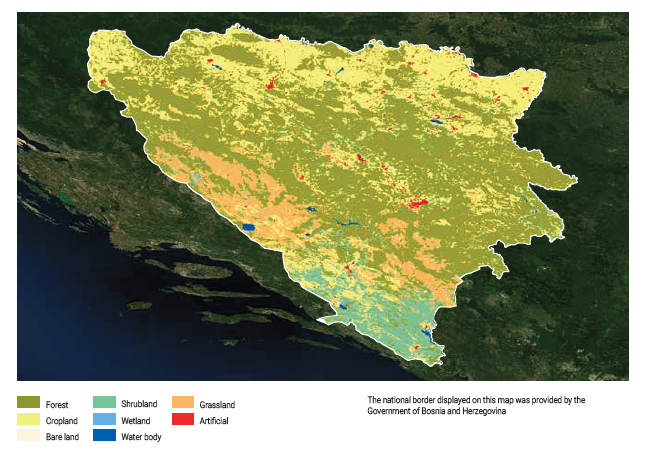 Forest
Shrubland
Grassland
Cropland
Wetland
Artificial
Bare land
Water body
The national border displayed on this map was provided by the
Government of Bosnia and Herzegovina